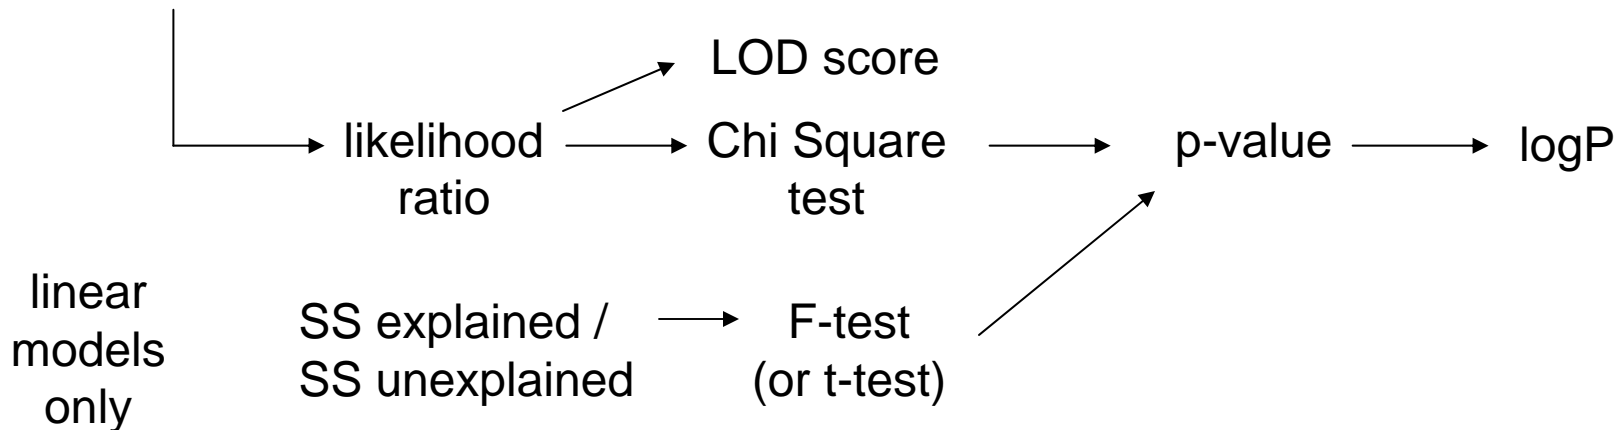 LOD score
likelihood
ratio
Chi Square
test
p-value
logP
linear
models
only
SS explained /
SS unexplained
F-test
(or t-test)